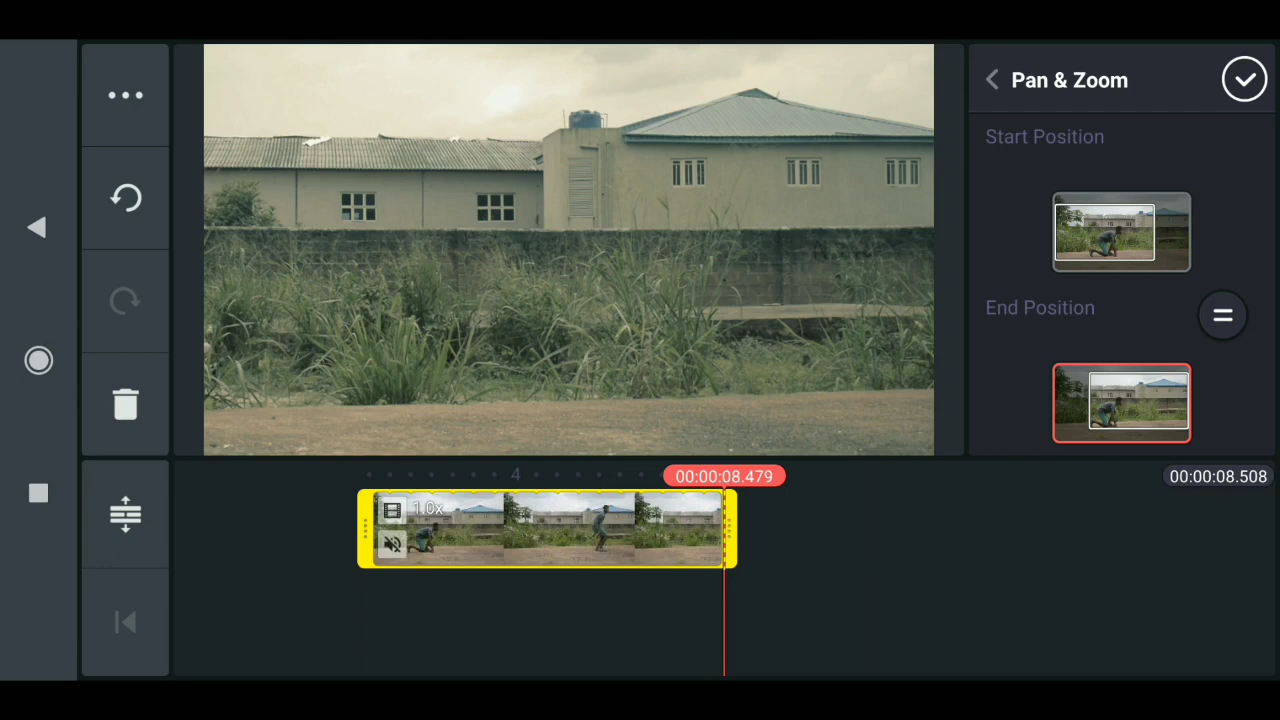 Pan & Zoom
Start Position
End Position
4
00:00:08.479
00:00:08.508
1.0x